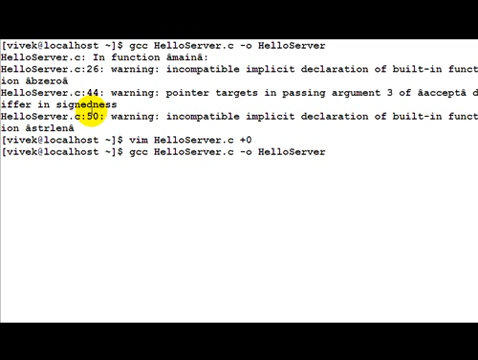 [vivek@localhost ~]$ gcc HelloServer.c -o HelloServer
HelloServer.c: In function âmainâ:
HelloServer.c:26: warning: incompatible implicit declaration of built-in funct
ion âbzeroâ
HelloServer.c:44: warning: pointer targets in passing argument 3 of âacceptâ d
iffer in signedness
HelloServer.c:50: warning: incompatible implicit declaration of built-in funct
ion âstrlenâ
[vivek@localhost ~]$ vim HelloServer.c +0
[vivek@localhost ~]$ gcc HelloServer.c -o HelloServer